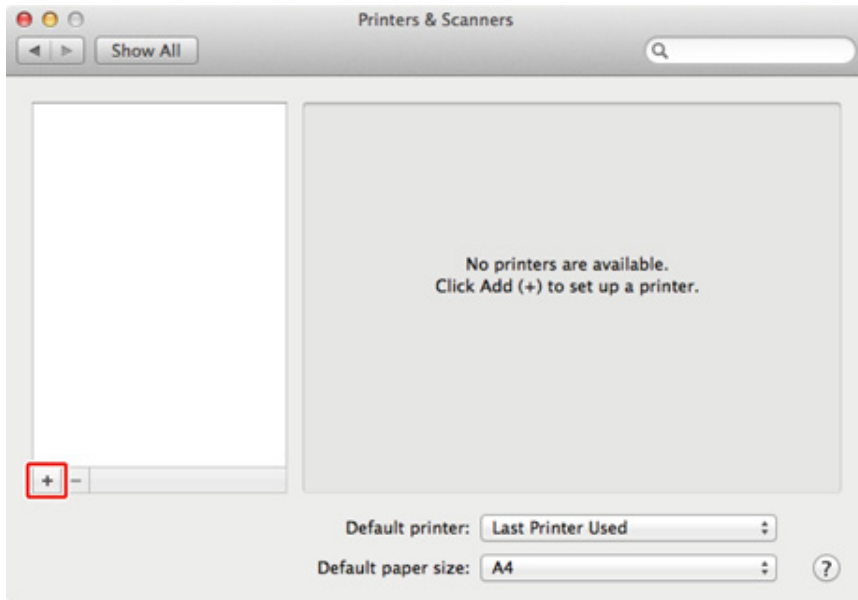 Printers & Scanners
Show All
No printers are available.
Click Add (+) to set up a printer.
+ −
Default printer: Last Printer Used
Default paper size: A4 ?